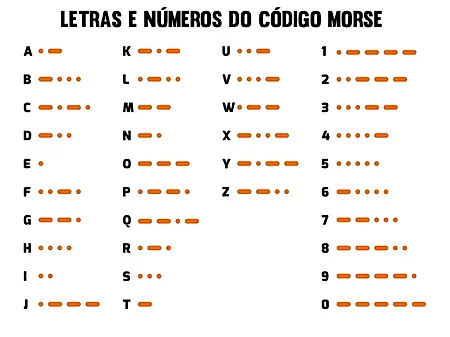 LETRAS E NÚMEROS DO CÓDIGO MORSE
A K U 1
B L V 2
C M W 3
D N X 4
E O Y 5
F P Z 6
G Q 7
H R 8
I S 9
J T 0